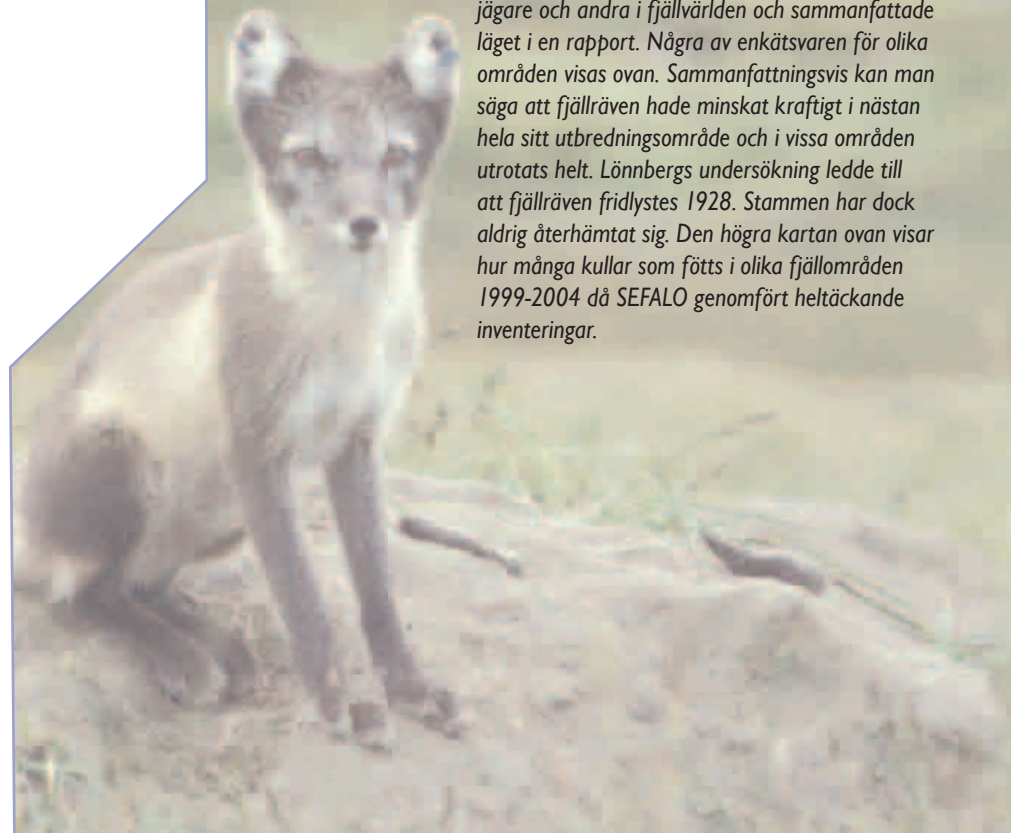 jägare och andra i fjällvärlden och sammanfattade
läget i en rapport. Några av enkätsvaren för olika
områden visas ovan. Sammanfattningsvis kan man
säga att fjällräven hade minskat kraftigt i nästan
hela sitt utbredningsområde och i vissa områden
utrotats helt. Lönnbergs undersökning ledde till
att fjällräven fridlystes 1928. Stammen har dock
aldrig återhämtat sig. Den högra kartan ovan visar
hur många kullar som fötts i olika fjällområden
1999-2004 då SEFALO genomfört heltäckande
inventeringar.